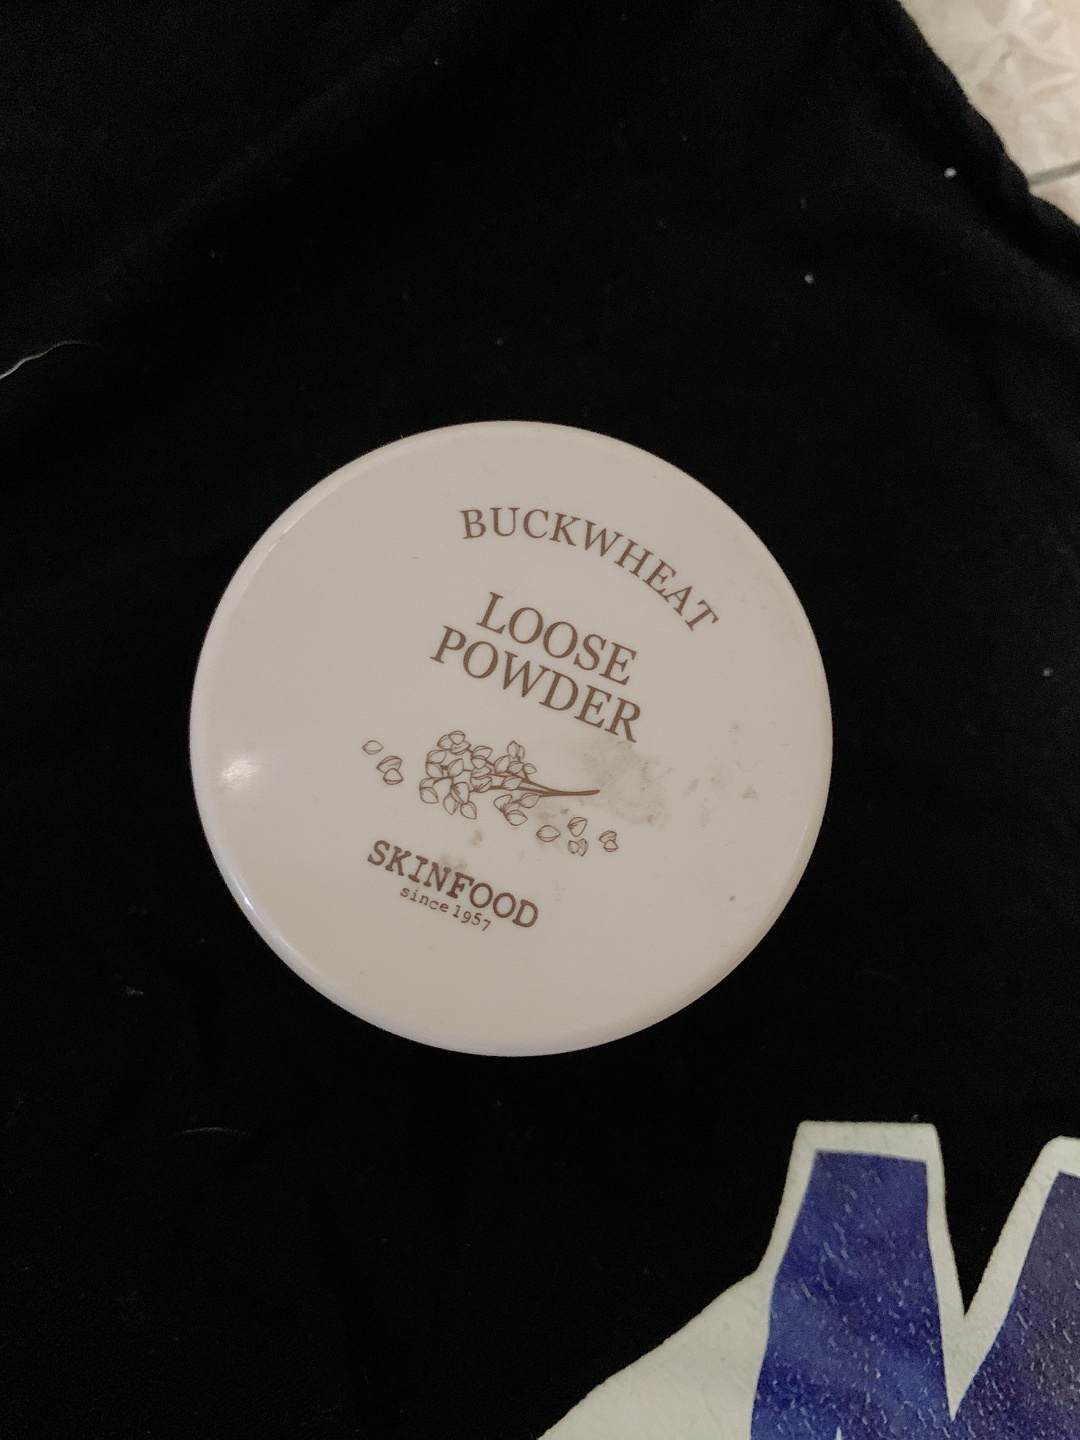 BUCKWHEAT
LOOSE
POWDER
SKINFOOD
since 1957